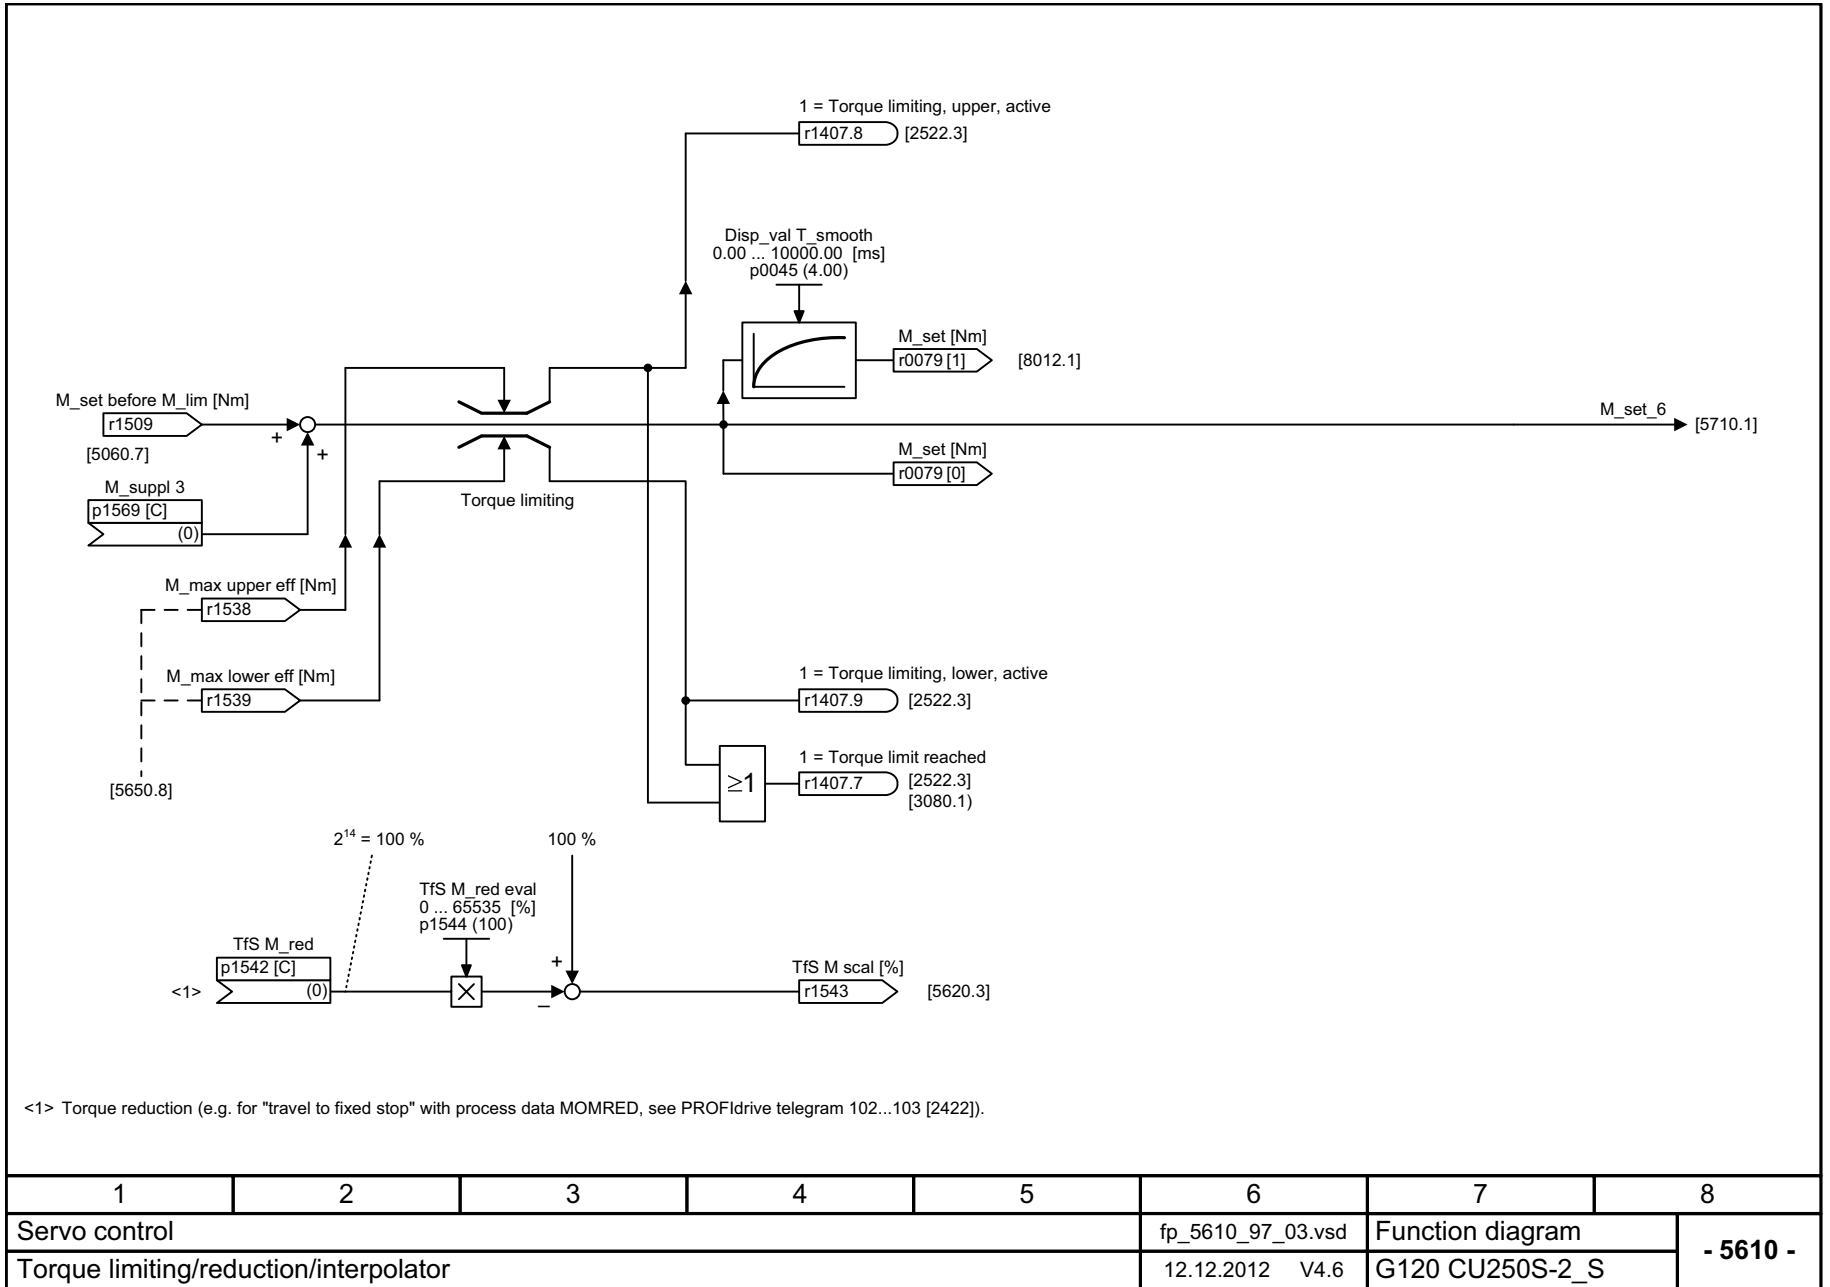 1 = Torque limiting, upper, active
r1407.8 [2522.3]
Disp_val T_smooth
0.00 ... 10000.00 [ms]
p0045 (4.00)
M_set [Nm]
r0079 [1] [8012.1]
M_set before M_lim [Nm]
r1509
+
+
[5060.7]
M_set_6
[5710.1]
M_set [Nm]
r0079 [0]
M_suppl 3
p1569 [C]
(0)
Torque limiting
M_max upper eff [Nm]
r1538
M_max lower eff [Nm]
r1539
[5650.8]
1 = Torque limiting, lower, active
r1407.9 [2522.3]
1 = Torque limit reached
≥1
r1407.7 [2522.3]
[3080.1)
2¹⁴ = 100 %
100 %
TfS M_red eval
0 ... 65535 [%]
p1544 (100)
TfS M_red
p1542 [C]
<1> (0)
×
+
–
TfS M scal [%]
r1543 [5620.3]
<1> Torque reduction (e.g. for "travel to fixed stop" with process data MOMRED, see PROFIdrive telegram 102...103 [2422]).
1 2 3 4 5 6 7 8
Servo control fp_5610_97_03.vsd Function diagram
- 5610 -
Torque limiting/reduction/interpolator 12.12.2012 V4.6 G120 CU250S-2_S